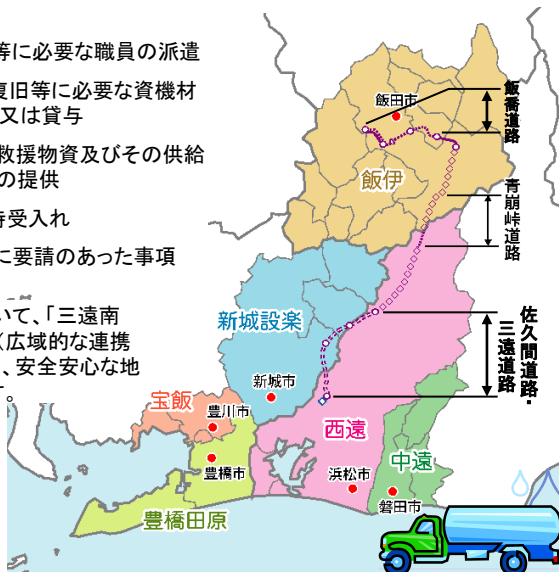 等に必要な職員の派遣
復旧等に必要な資機材
又は貸与
救援物資及びその供給
の提供
時受入れ
に要請のあった事項
いて、「三遠南
広域的な連携
、安全安心な地
す。
飯田市
飯伊
飯喬道路
青崩峠道路
佐久間道路・
三遠道路
新城設楽
新城市
宝飯
豊川市
豊橋市
豊橋田原
西遠
浜松市
中遠
磐田市